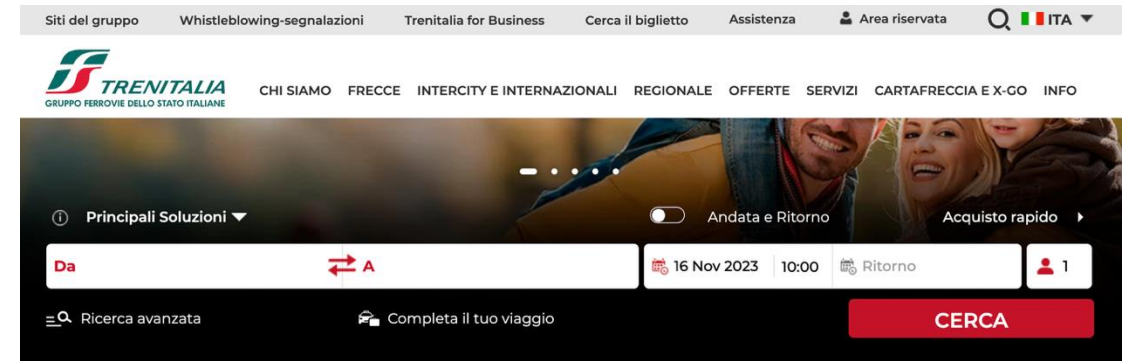 Siti del gruppo Whistleblowing-segnalazioni Trenitalia for Business Cerca il biglietto Assistenza Area riservata ITA
TRENITALIA
GRUPPO FERROVIE DELLO STATO ITALIANE
CHI SIAMO FRECCE INTERCITY E INTERNAZIONALI REGIONALE OFFERTE SERVIZI CARTAFRECCIA E X-GO INFO
Principali Soluzioni Andata e Ritorno Acquisto rapido
Da A 16 Nov 2023 10:00 Ritorno 1
Ricerca avanzata Completa il tuo viaggio CERCA